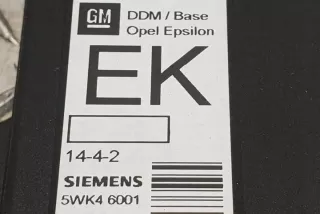 GM DDM / Base
Opel Epsilon
EK
14-4-2
SIEMENS
5WK4 6001